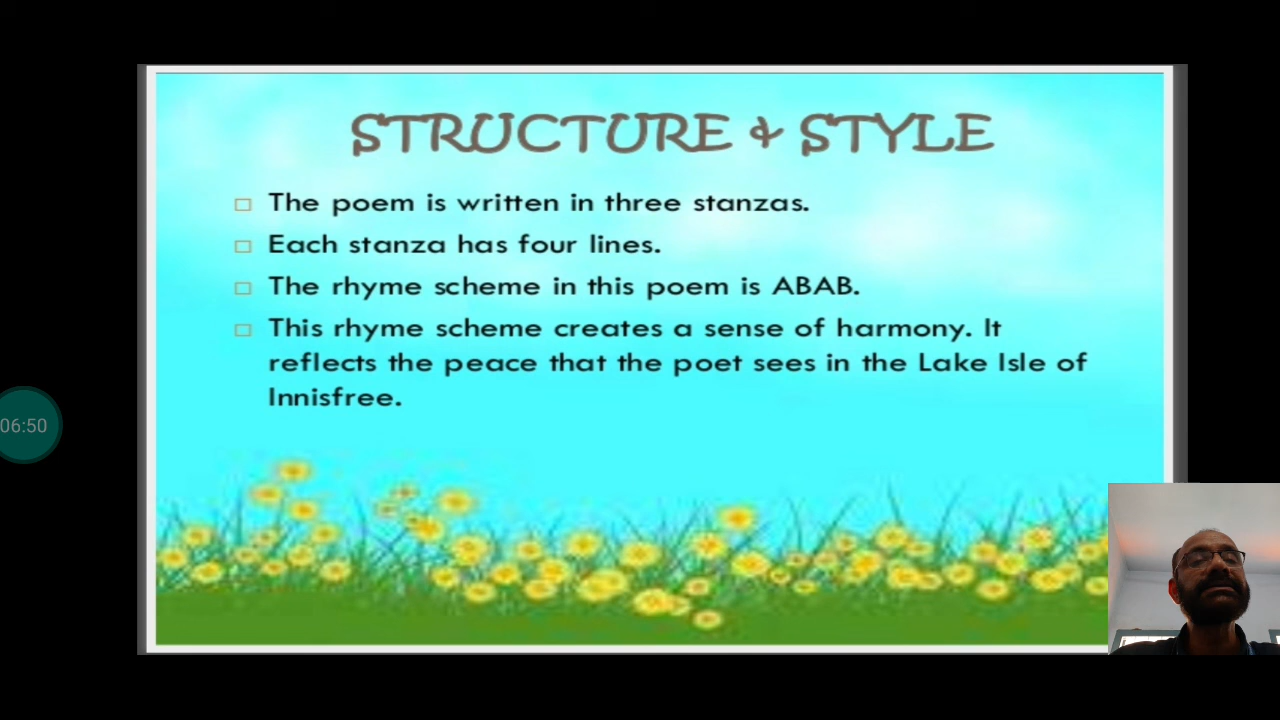 STRUCTURE & STYLE
The poem is written in three stanzas.
Each stanza has four lines.
The rhyme scheme in this poem is ABAB.
This rhyme scheme creates a sense of harmony. It
reflects the peace that the poet sees in the Lake Isle of
Innisfree.
06:50